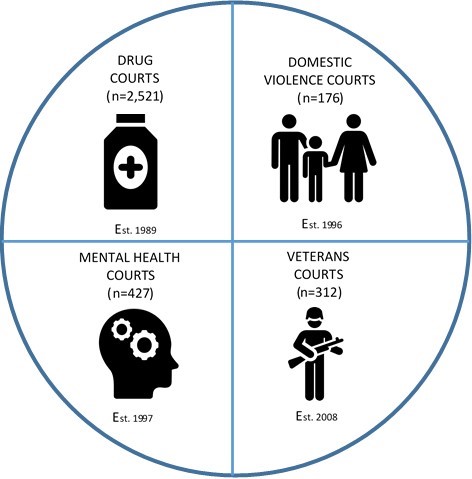 DRUG
COURTS
(n=2,521)
Est. 1989
DOMESTIC
VIOLENCE COURTS
(n=176)
Est. 1996
MENTAL HEALTH
COURTS
(n=427)
Est. 1997
VETERANS
COURTS
(n=312)
Est. 2008